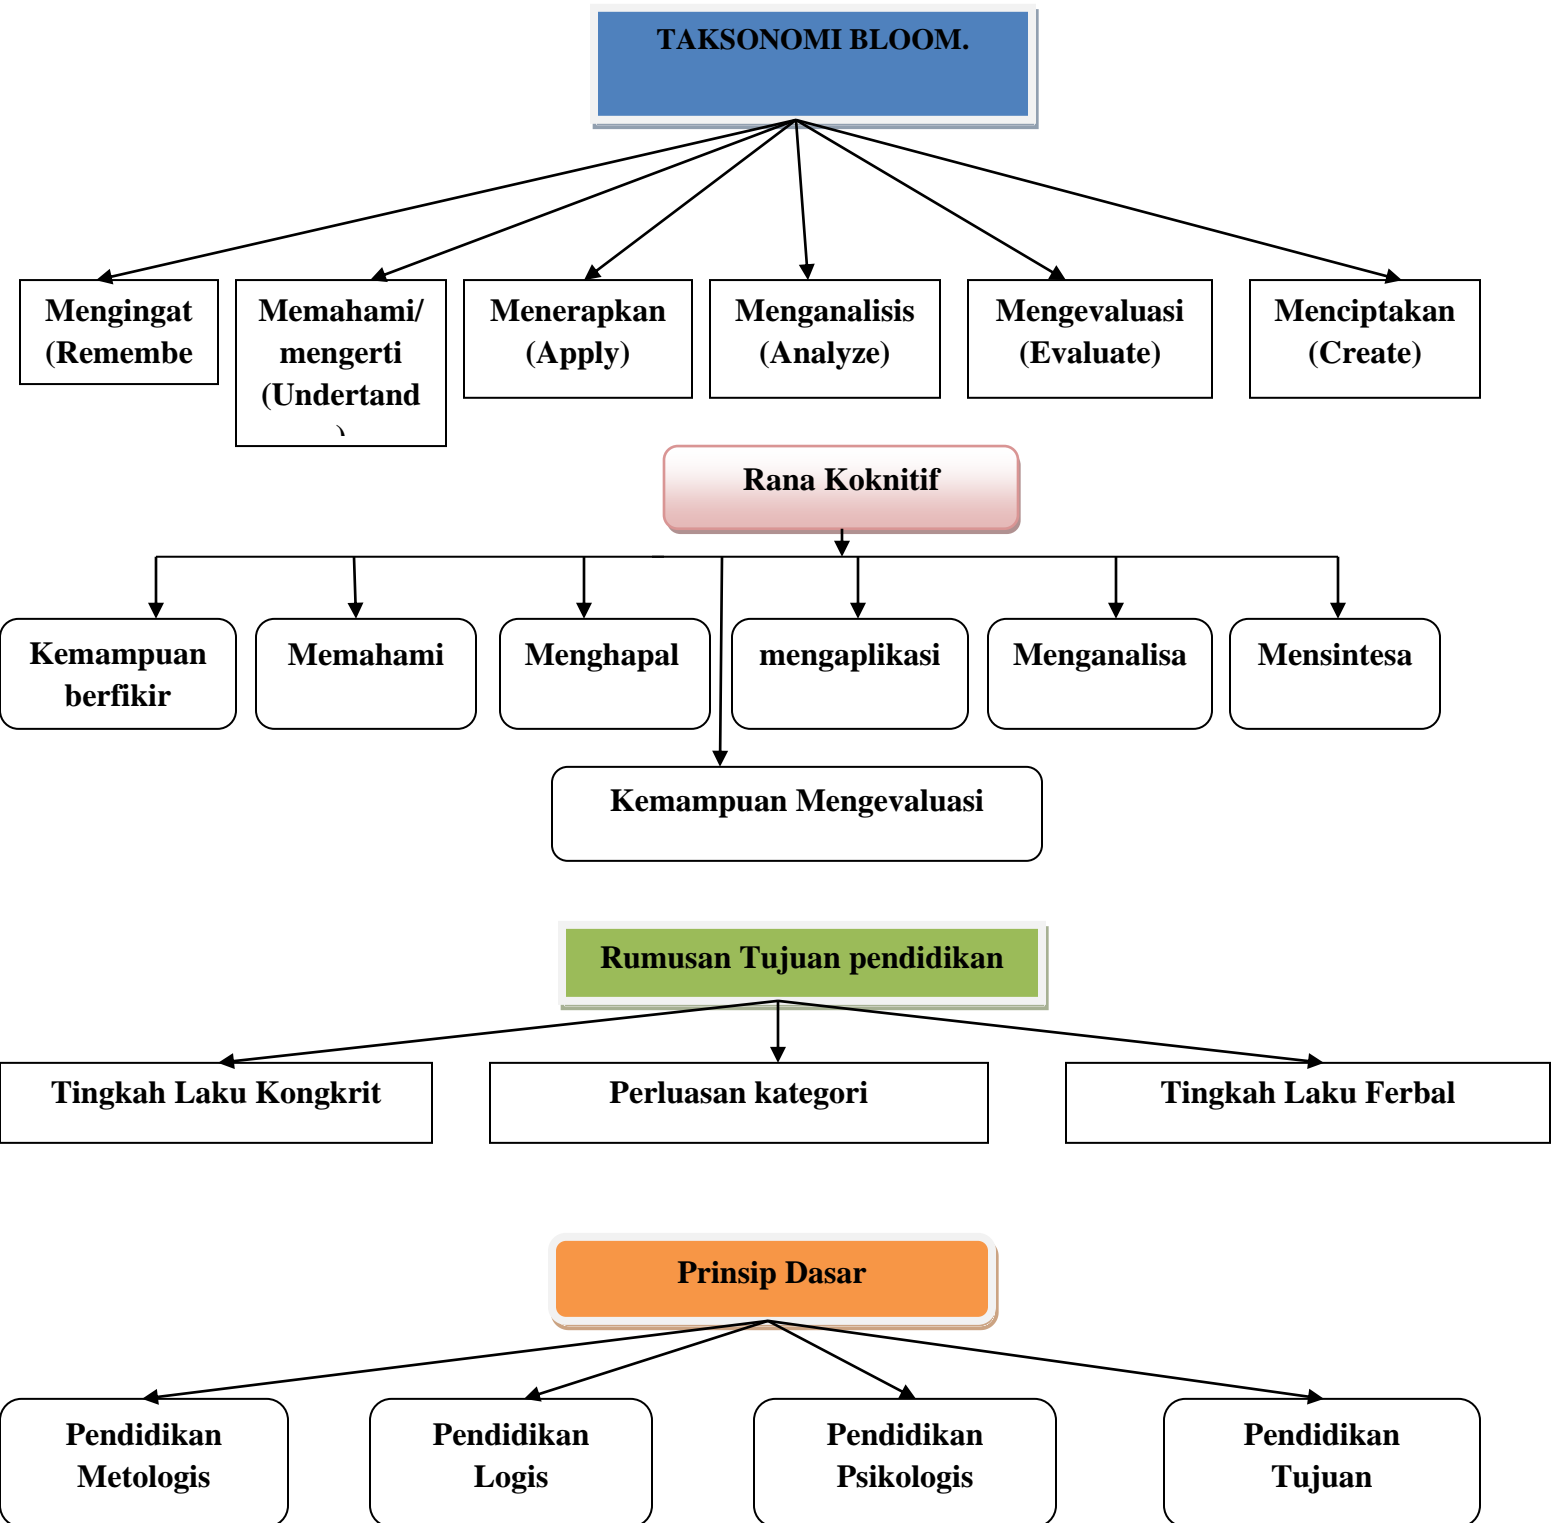 TAKSONOMI BLOOM.
Mengingat
(Remembe
Memahami/
mengerti
(Undertand
)
Menerapkan
(Apply)
Menganalisis
(Analyze)
Mengevaluasi
(Evaluate)
Menciptakan
(Create)
Rana Koknitif
Kemampuan
berfikir
Memahami
Menghapal
mengaplikasi
Menganalisa
Mensintesa
Kemampuan Mengevaluasi
Rumusan Tujuan pendidikan
Tingkah Laku Kongkrit
Perluasan kategori
Tingkah Laku Ferbal
Prinsip Dasar
Pendidikan
Metologis
Pendidikan
Logis
Pendidikan
Psikologis
Pendidikan
Tujuan